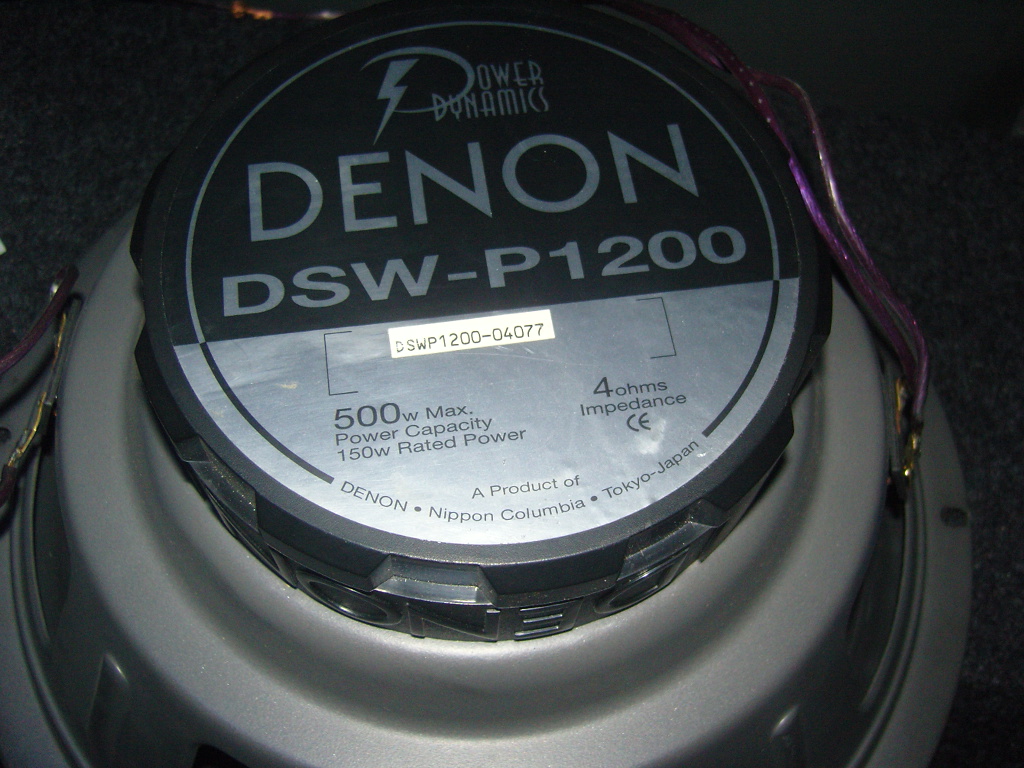 POWER
DYNAMICS
DENON
DSW-P1200
DSWP1200-04077
500w Max.
Power Capacity
150w Rated Power
4ohms
Impedance
CE
A Product of
DENON • Nippon Columbia • Tokyo-Japan
DENON